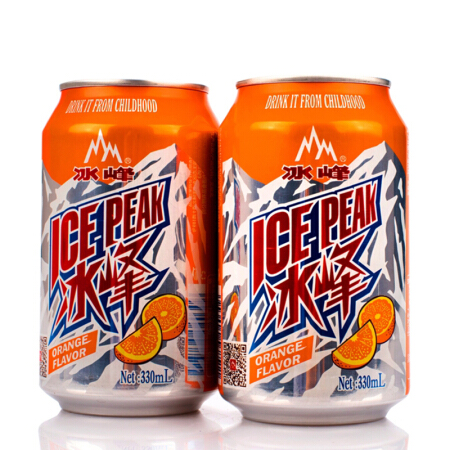 DRINK IT FROM CHILDHOOD
冰峰
ICE PEAK
冰峰
ORANGE
FLAVOR
Net:330mL
DRINK IT FROM CHILDHOOD
冰峰
ICE PEAK
冰峰
ORANGE
FLAVOR
Net:330mL